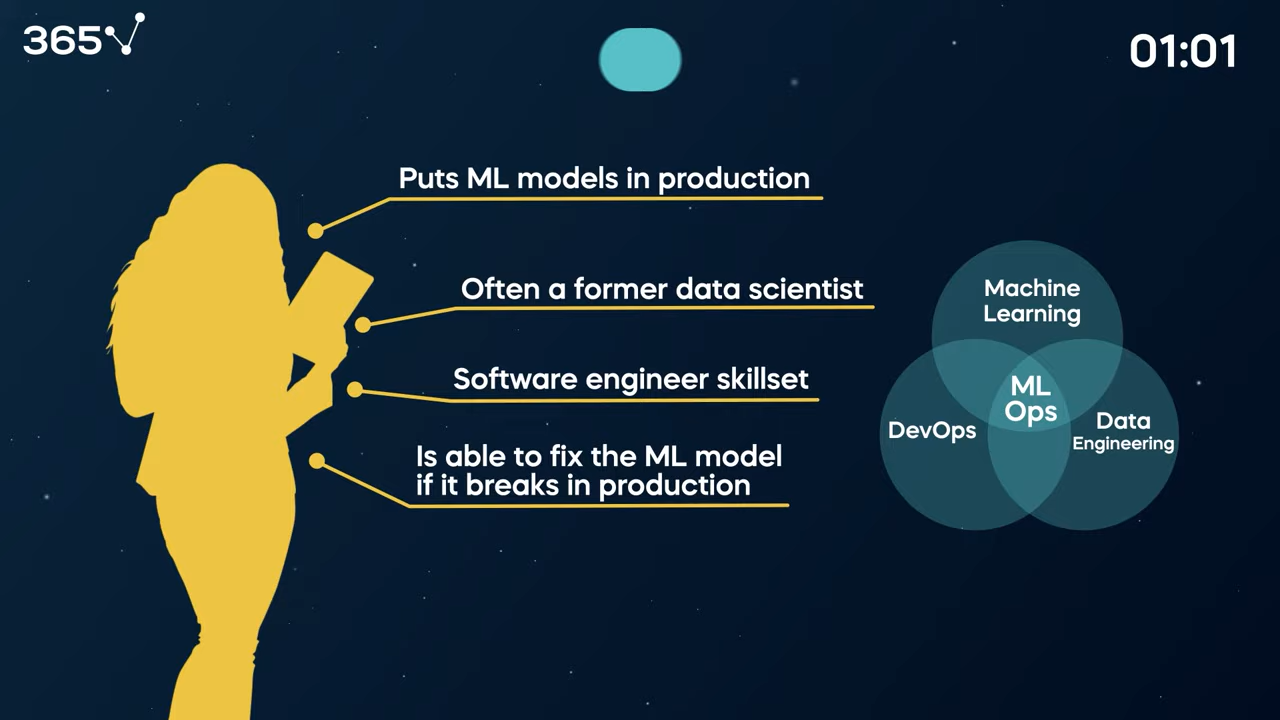 365
01:01
Puts ML models in production
Often a former data scientist
Software engineer skillset
Is able to fix the ML model
if it breaks in production
Machine
Learning
ML
Ops
DevOps
Data
Engineering